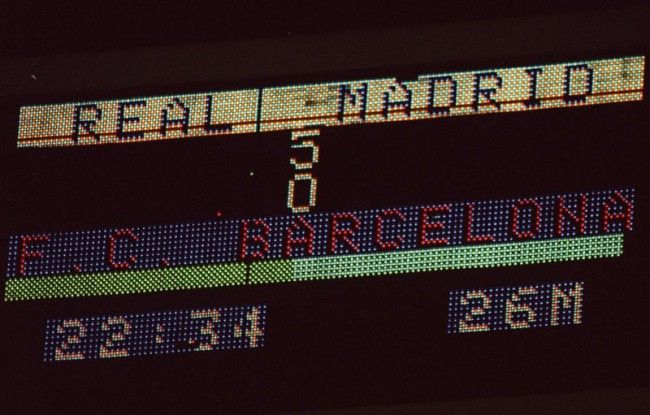 REAL MADRID
5
0
F.C. BARCELONA
22:34 26M